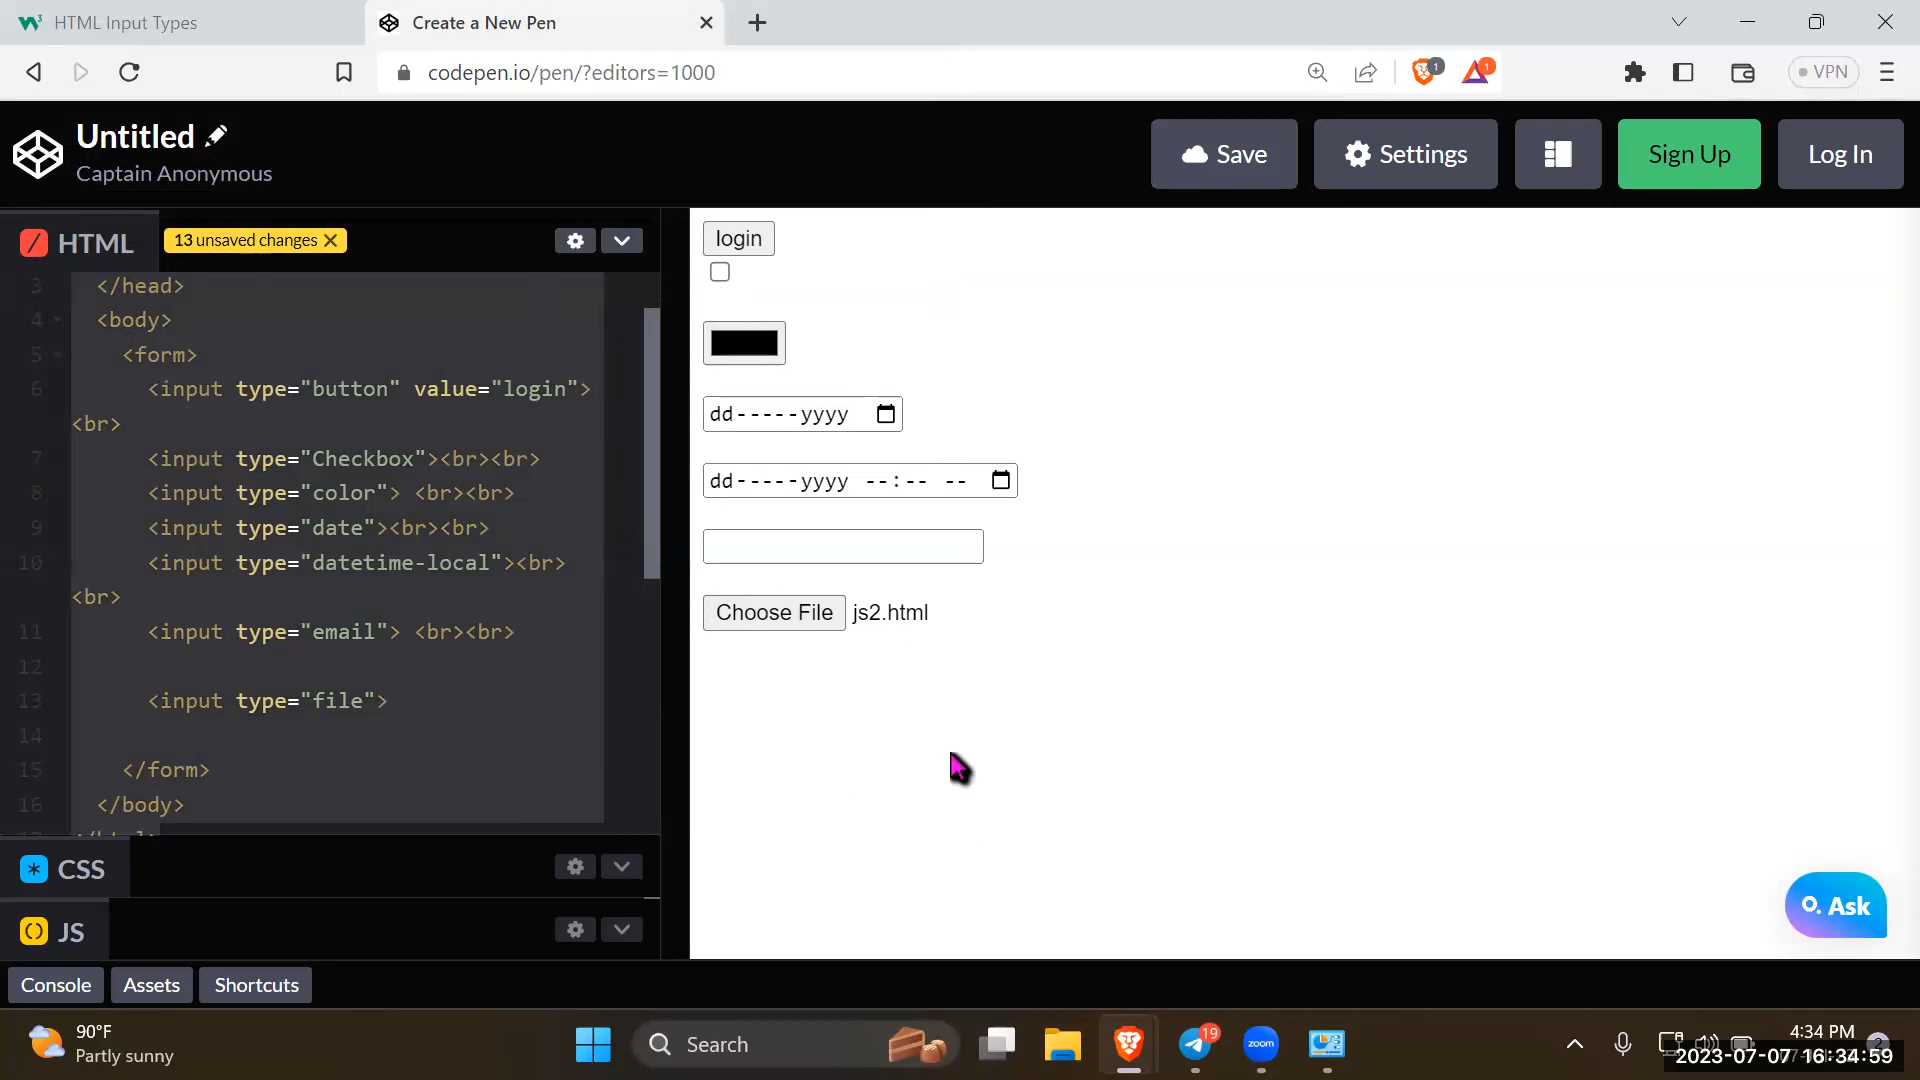 HTML Input Types
Create a New Pen
codepen.io/pen/?editors=1000
1
1
VPN
Untitled
Captain Anonymous
Save
Settings
Sign Up
Log In
HTML
13 unsaved changes
3 </head>
4 <body>
5 <form>
6 <input type="button" value="login">
<br>
7 <input type="Checkbox"><br><br>
8 <input type="color"> <br><br>
9 <input type="date"><br><br>
10 <input type="datetime-local"><br>
<br>
11 <input type="email"> <br><br>
12
13 <input type="file">
14
15 </form>
16 </body>
login
dd-----yyyy
dd-----yyyy --:-- --
Choose File js2.html
CSS
JS
Ask
Console
Assets
Shortcuts
90°F
Partly sunny
Search
19
zoom
4:34 PM
2
2023-07-07 16:34:59